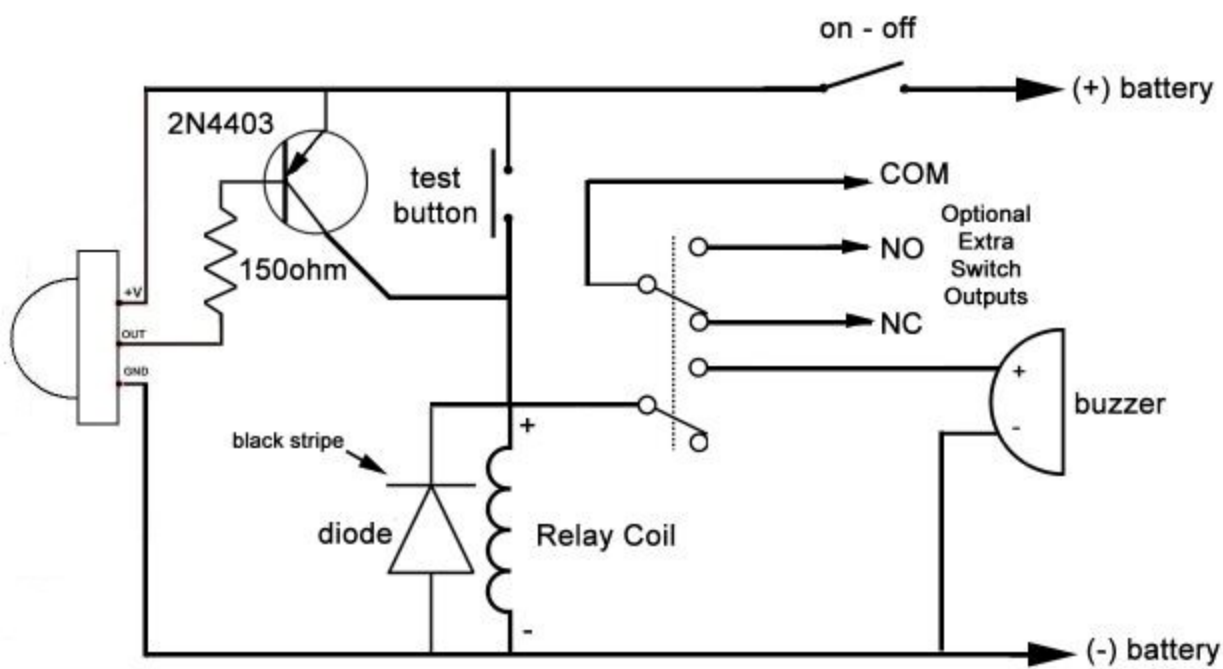 on - off
(+) battery
2N4403
test
button
COM
Optional
Extra
Switch
Outputs
NO
NC
150ohm
+V
OUT
GND
+
-
buzzer
black stripe
+
diode
Relay Coil
-
(-) battery